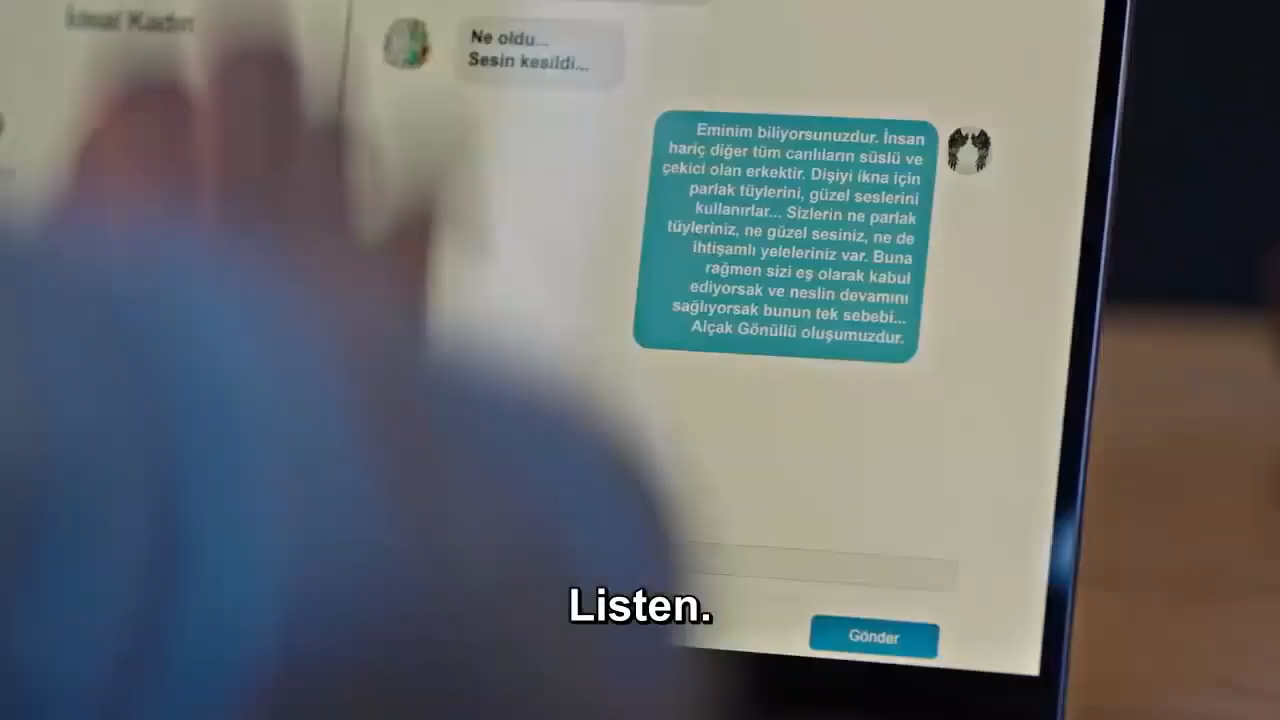 Ne oldu...
Sesin kesildi...
Eminim biliyorsunuzdur. İnsan
hariç diğer tüm canlıların süslü ve
çekici olan erkektir. Dişiyi ikna için
parlak tüylerini, güzel seslerini
kullanırlar... Sizlerin ne parlak
tüyleriniz, ne güzel sesiniz, ne de
ihtişamlı yeleleriniz var. Buna
rağmen sizi eş olarak kabul
ediyorsak ve neslin devamını
sağlıyorsak bunun tek sebebi...
Alçak Gönüllü oluşumuzdur.
Listen.
Gönder